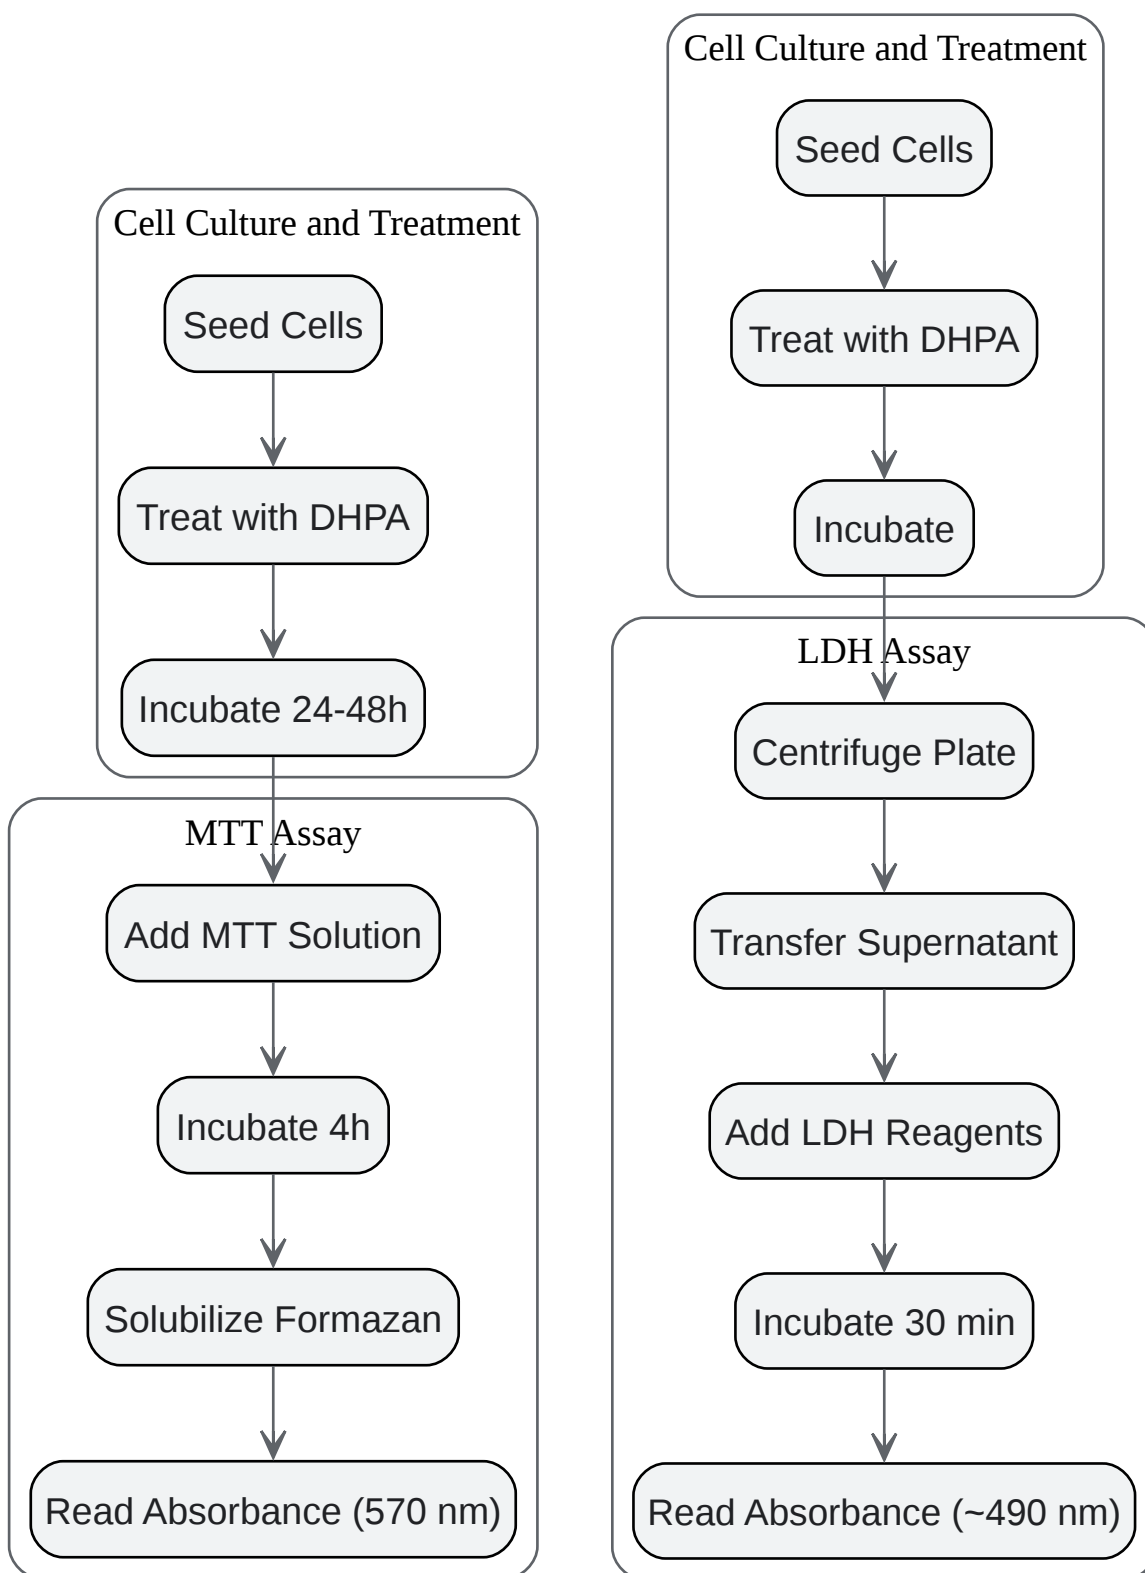 Cell Culture and Treatment
Seed Cells
Treat with DHPA
Incubate 24-48h
MTT Assay
Add MTT Solution
Incubate 4h
Solubilize Formazan
Read Absorbance (570 nm)
Cell Culture and Treatment
Seed Cells
Treat with DHPA
Incubate
LDH Assay
Centrifuge Plate
Transfer Supernatant
Add LDH Reagents
Incubate 30 min
Read Absorbance (~490 nm)